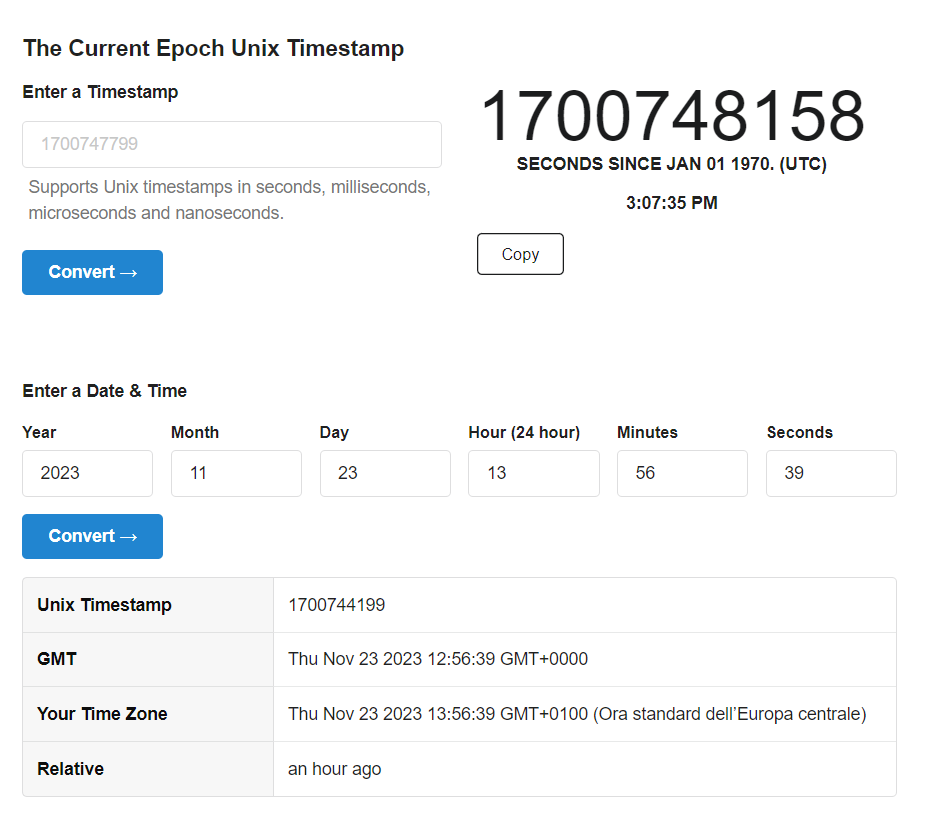 The Current Epoch Unix Timestamp
Enter a Timestamp
1700747799
Supports Unix timestamps in seconds, milliseconds,
microseconds and nanoseconds.
Convert →
1700748158
SECONDS SINCE JAN 01 1970. (UTC)
3:07:35 PM
Copy
Enter a Date & Time
Year Month Day Hour (24 hour) Minutes Seconds
2023 11 23 13 56 39
Convert →
Unix Timestamp 1700744199
GMT Thu Nov 23 2023 12:56:39 GMT+0000
Your Time Zone Thu Nov 23 2023 13:56:39 GMT+0100 (Ora standard dell’Europa centrale)
Relative an hour ago